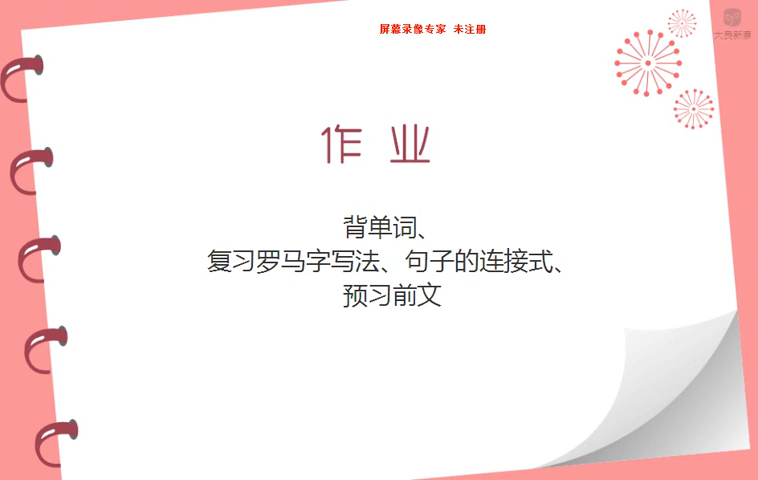 屏幕录像专家 未注册
大良新豪
作 业
背单词、
复习罗马字写法、句子的连接式、
预习前文